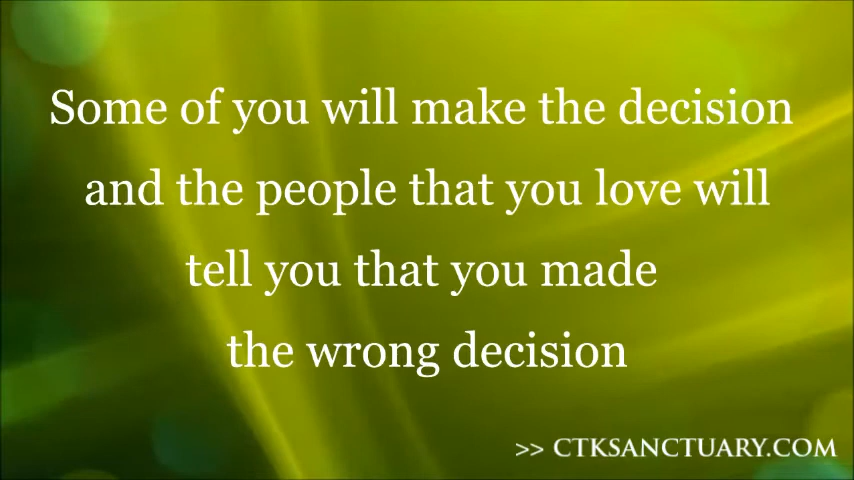 Some of you will make the decision
and the people that you love will
tell you that you made
the wrong decision
>> CTKSANCTUARY.COM